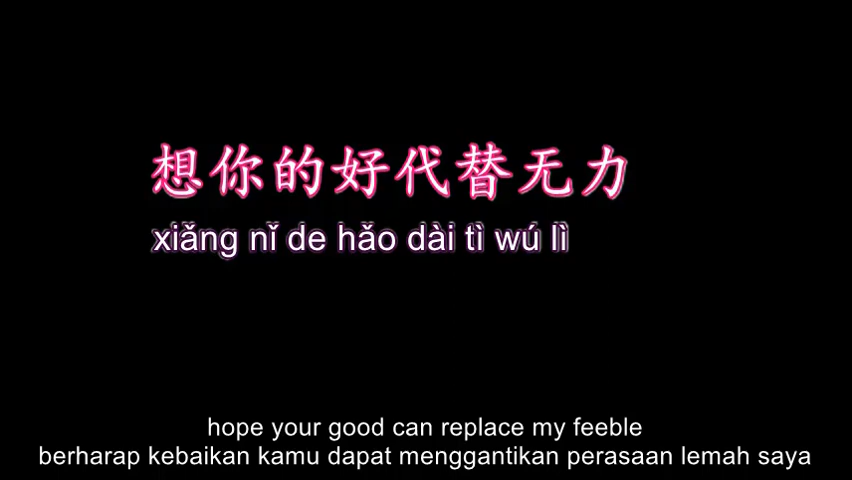 想你的好代替无力
xiǎng nǐ de hǎo dài tì wú lì
hope your good can replace my feeble
berharap kebaikan kamu dapat menggantikan perasaan lemah saya